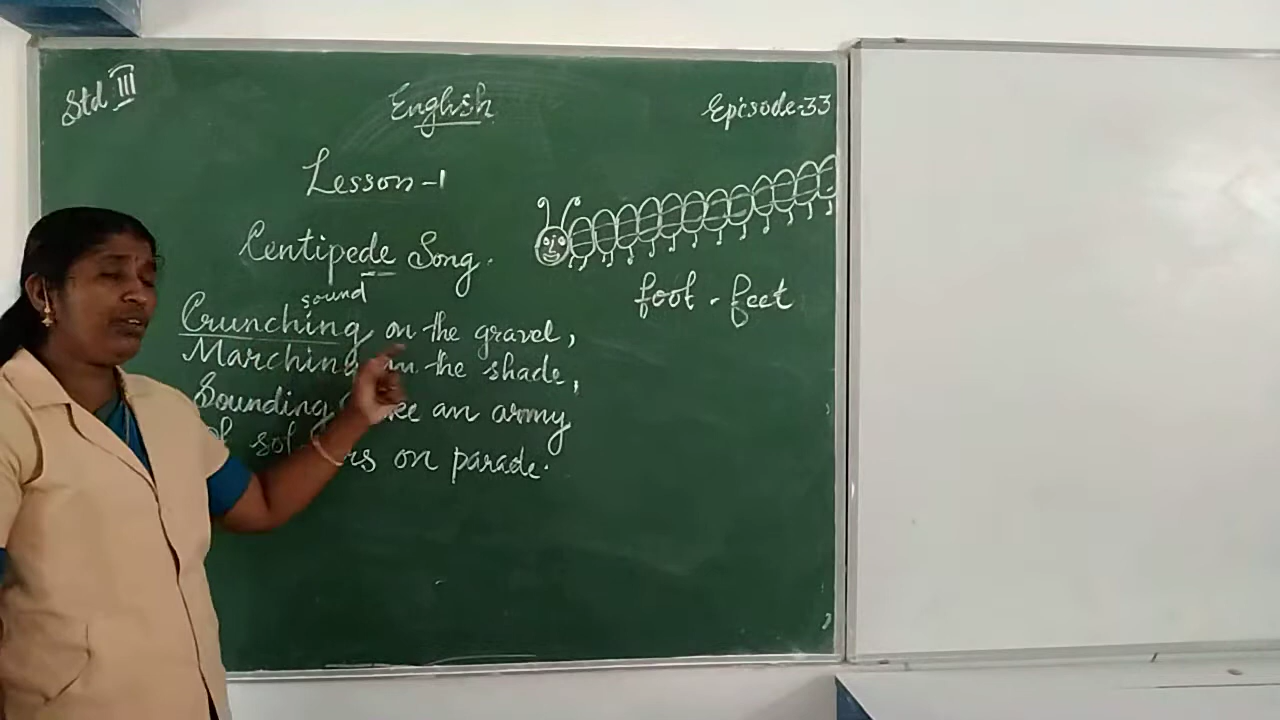 Std III
English
Episode-33
Lesson-1
Centipede Song.
sound
Crunching on the gravel,
Marching in the shade,
Sounding an army
on parade.
foot - feet